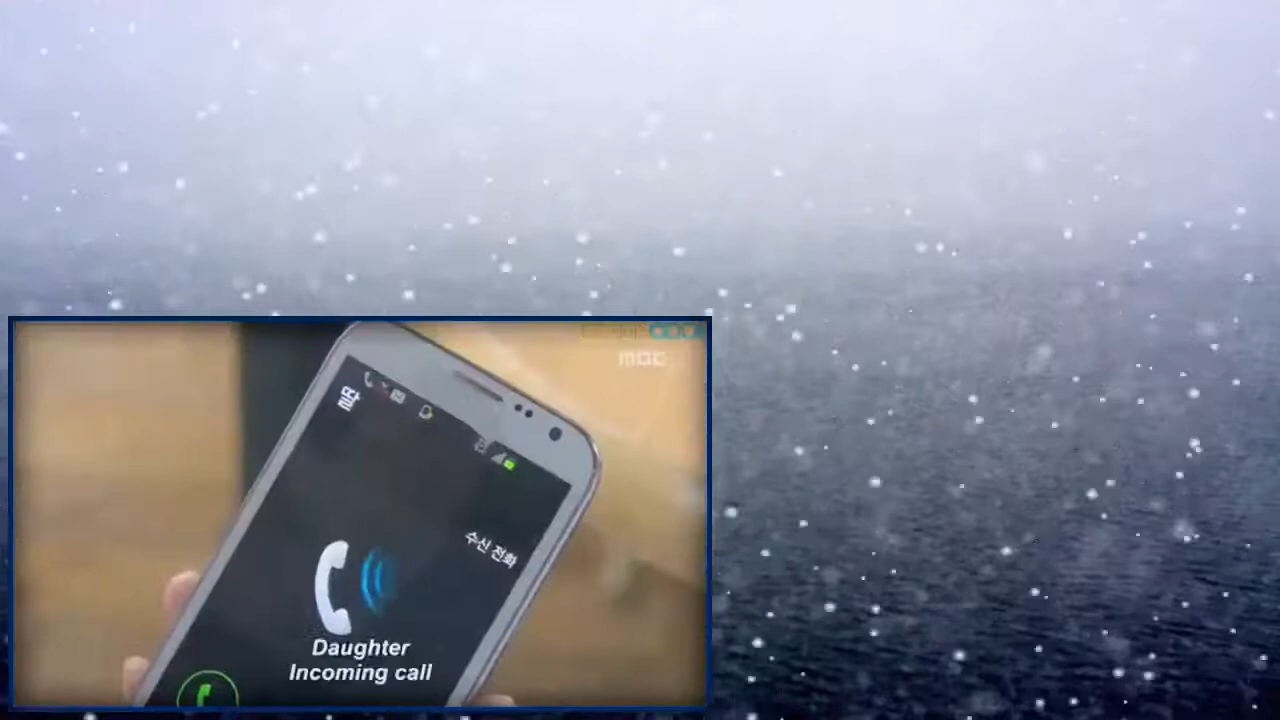 mbc
딸
수신 전화
Daughter
Incoming call